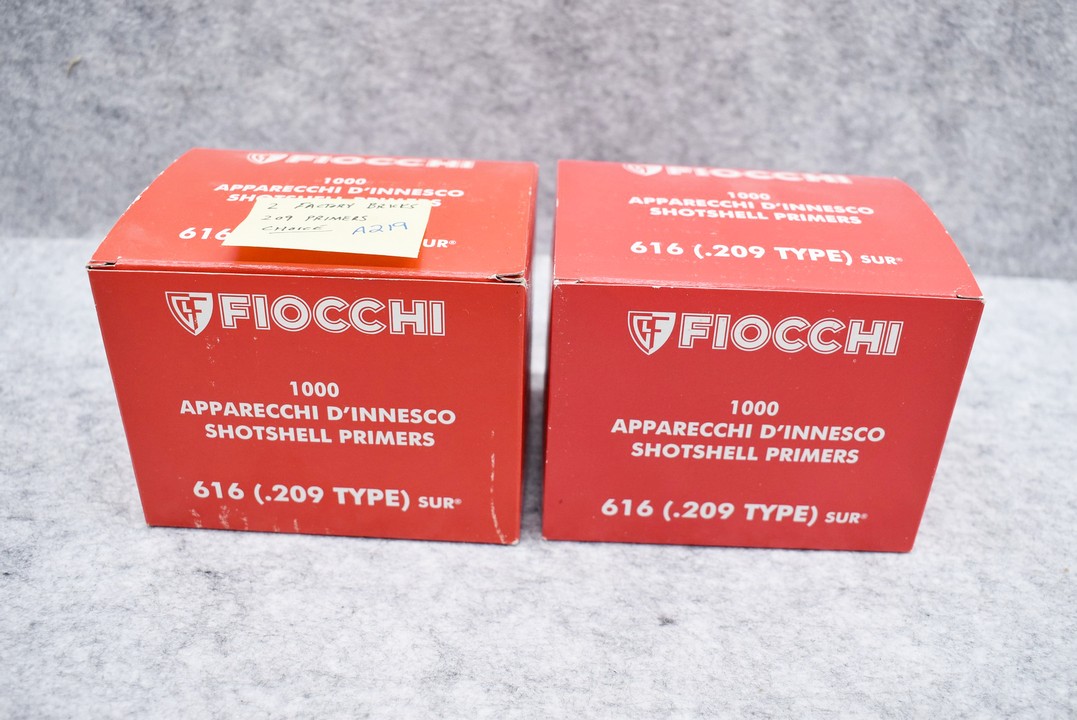 FIOCCHI
1000
APPARECCHI D'INNESCO
SHOTSHELL PRIMERS
616
SUR®
2 FACTORY
209 PRIMERS
CHOICE A219
FIOCCHI
1000
APPARECCHI D'INNESCO
SHOTSHELL PRIMERS
616 (.209 TYPE) SUR®
FIOCCHI
1000
APPARECCHI D'INNESCO
SHOTSHELL PRIMERS
616 (.209 TYPE) SUR®
FIOCCHI
1000
APPARECCHI D'INNESCO
SHOTSHELL PRIMERS
616 (.209 TYPE) SUR®